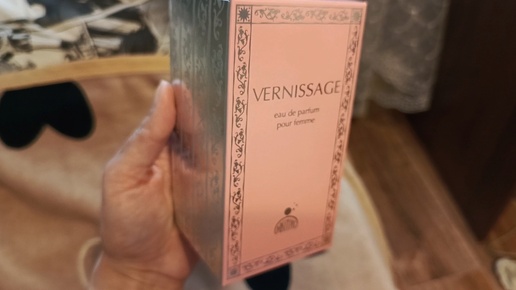 VERNISSAGE
eau de parfum
pour femme